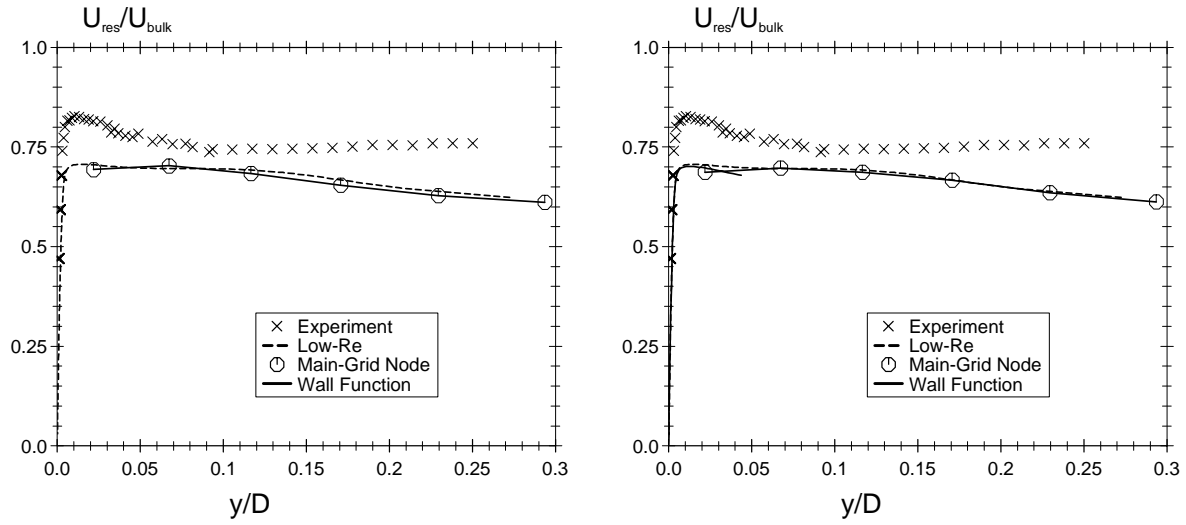 U_res/U_bulk
1.0
0.75
0.5
0.25
0.0
0.0 0.05 0.1 0.15 0.2 0.25 0.3
y/D
Experiment
Low-Re
Main-Grid Node
Wall Function
U_res/U_bulk
1.0
0.75
0.5
0.25
0.0
0.0 0.05 0.1 0.15 0.2 0.25 0.3
y/D
Experiment
Low-Re
Main-Grid Node
Wall Function